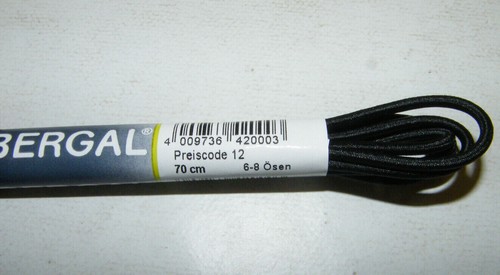 BERGAL®
4 009736 420003
Preiscode 12
70 cm 6-8 Ösen